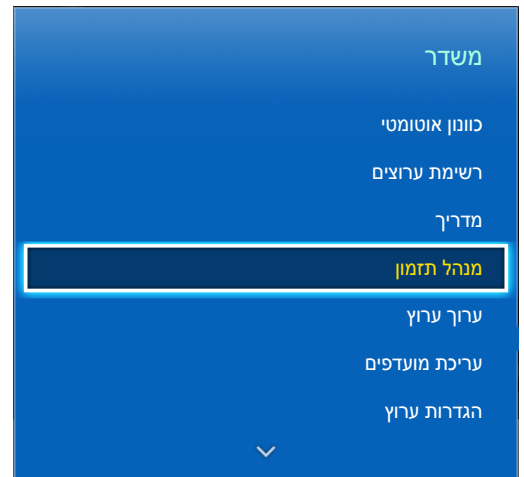 משדר
כוונון אוטומטי
רשימת ערוצים
מדריך
מנהל תזמון
ערוך ערוץ
עריכת מועדפים
הגדרות ערוץ